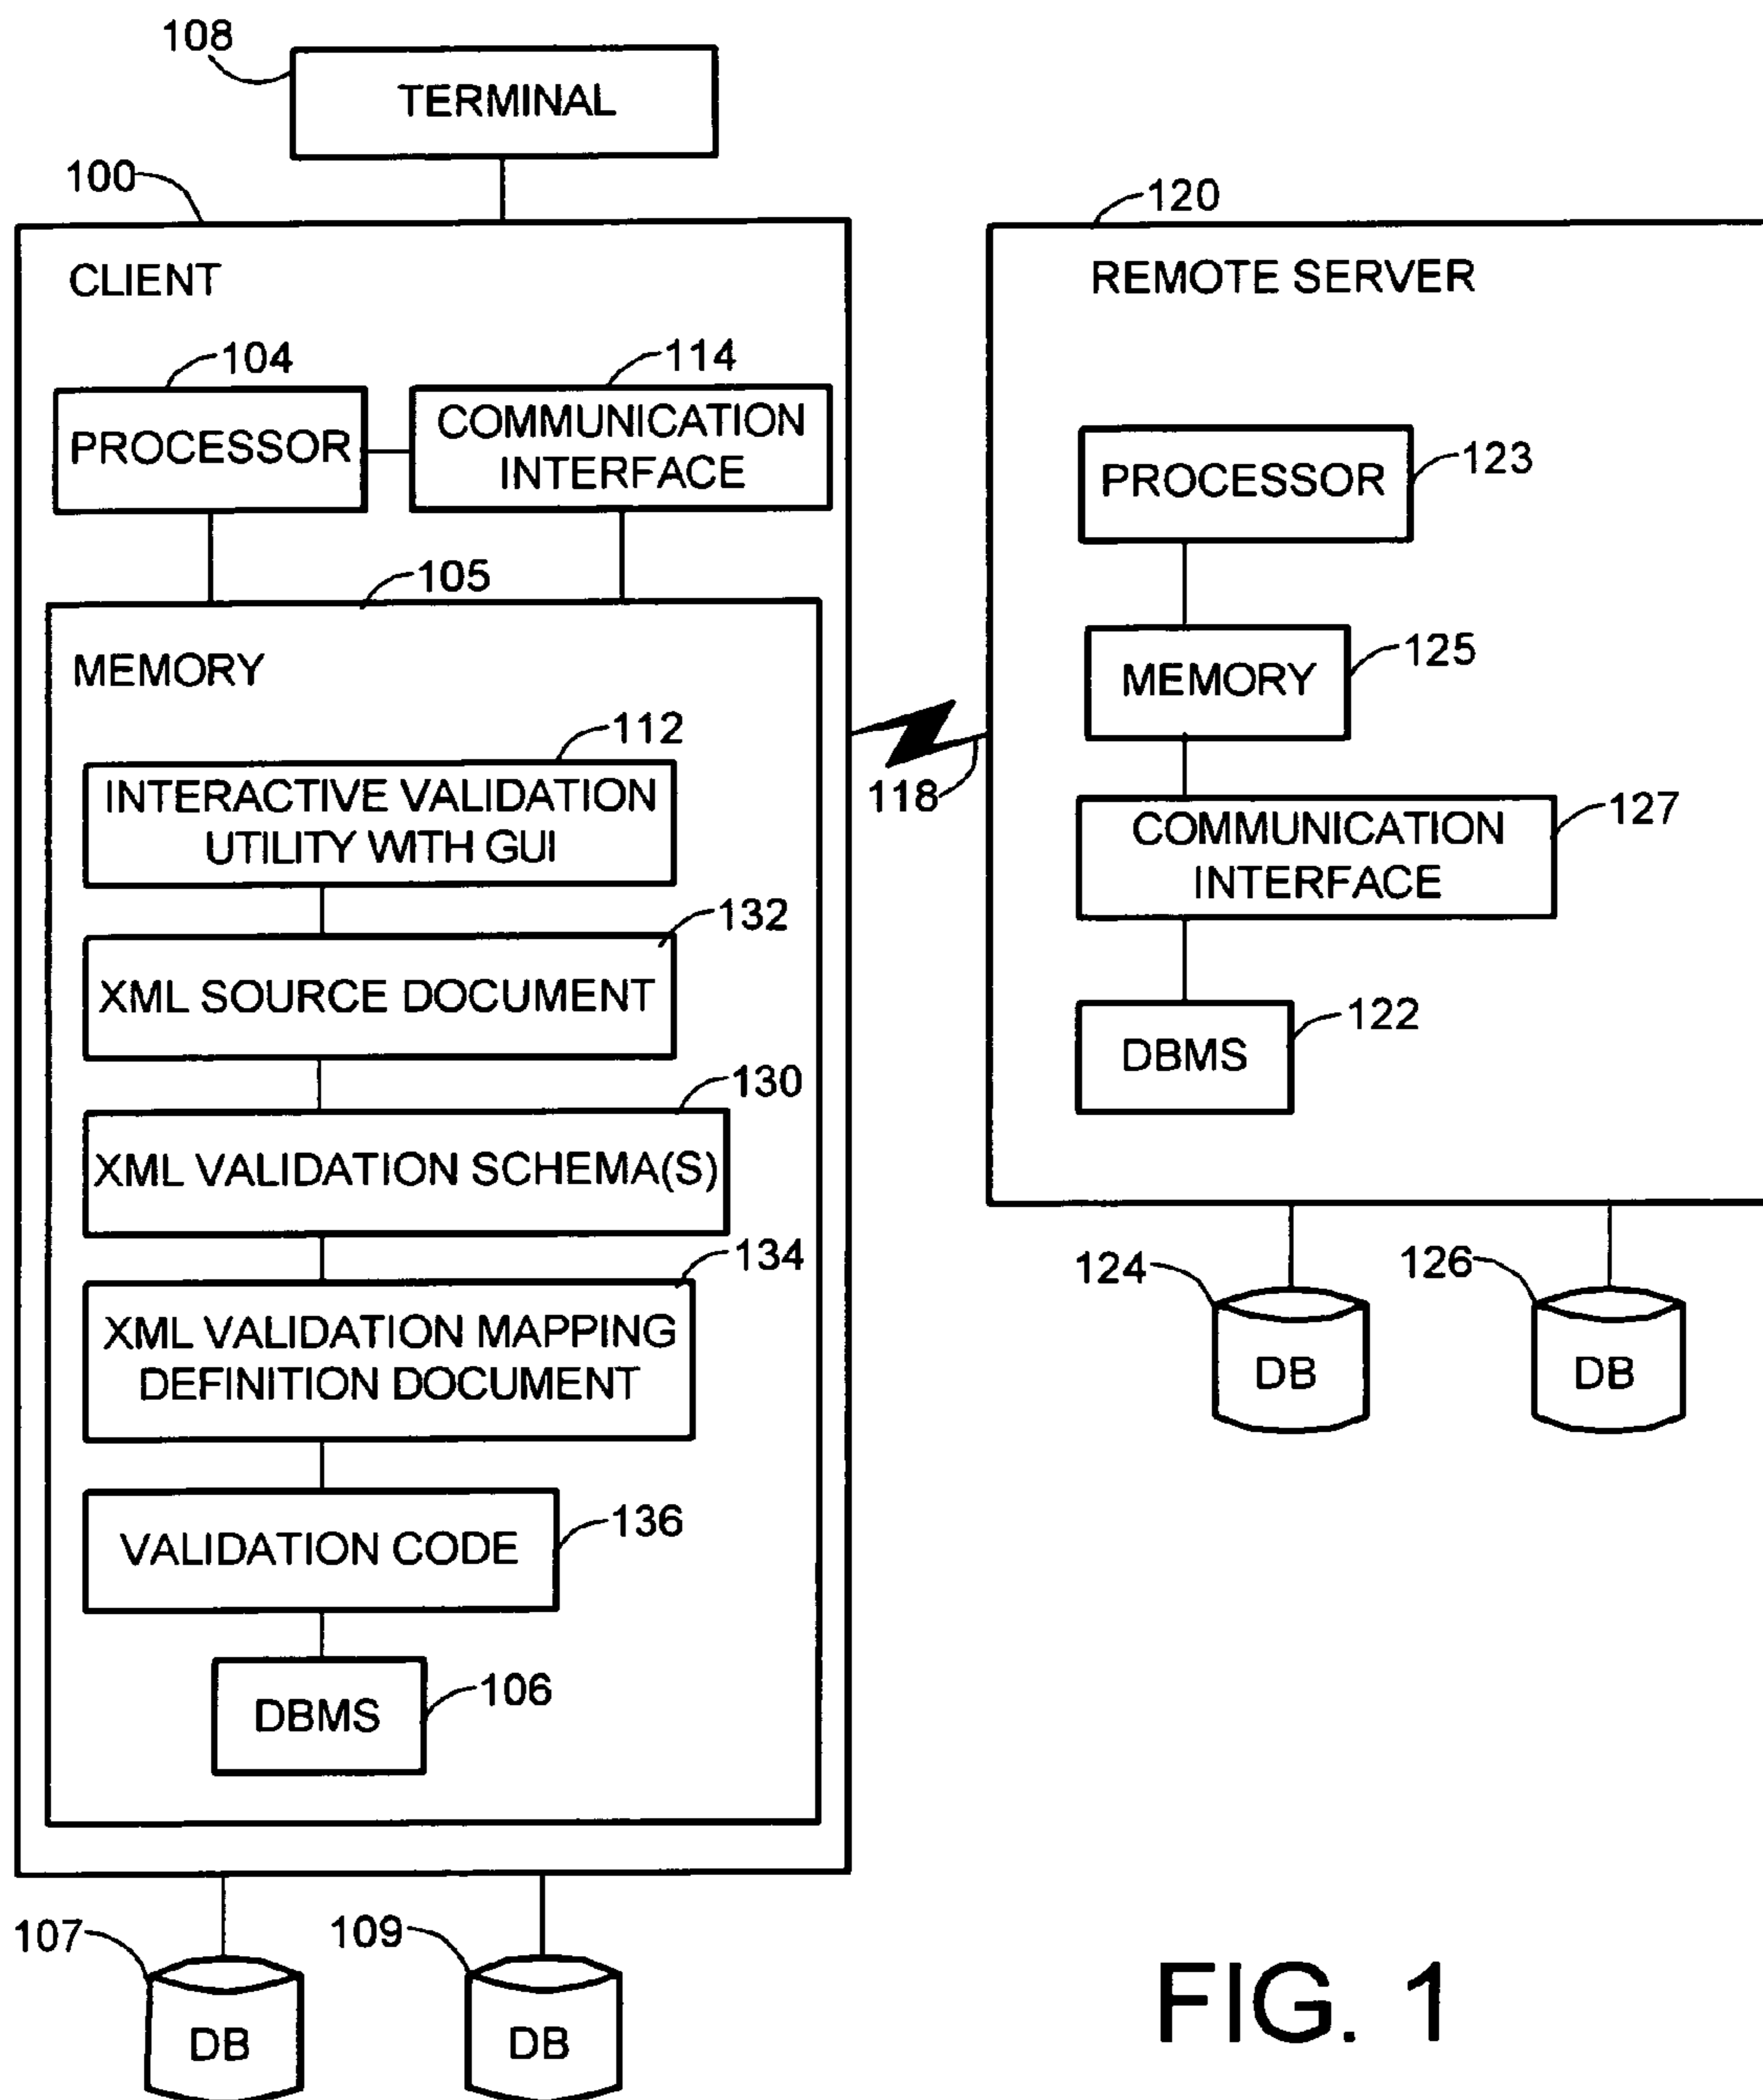 108
TERMINAL
100
CLIENT
104
PROCESSOR
114
COMMUNICATION
INTERFACE
105
MEMORY
112
INTERACTIVE VALIDATION
UTILITY WITH GUI
132
XML SOURCE DOCUMENT
130
XML VALIDATION SCHEMA(S)
134
XML VALIDATION MAPPING
DEFINITION DOCUMENT
136
VALIDATION CODE
106
DBMS
107
DB
109
DB
118
120
REMOTE SERVER
123
PROCESSOR
125
MEMORY
127
COMMUNICATION
INTERFACE
122
DBMS
124
DB
126
DB
FIG. 1